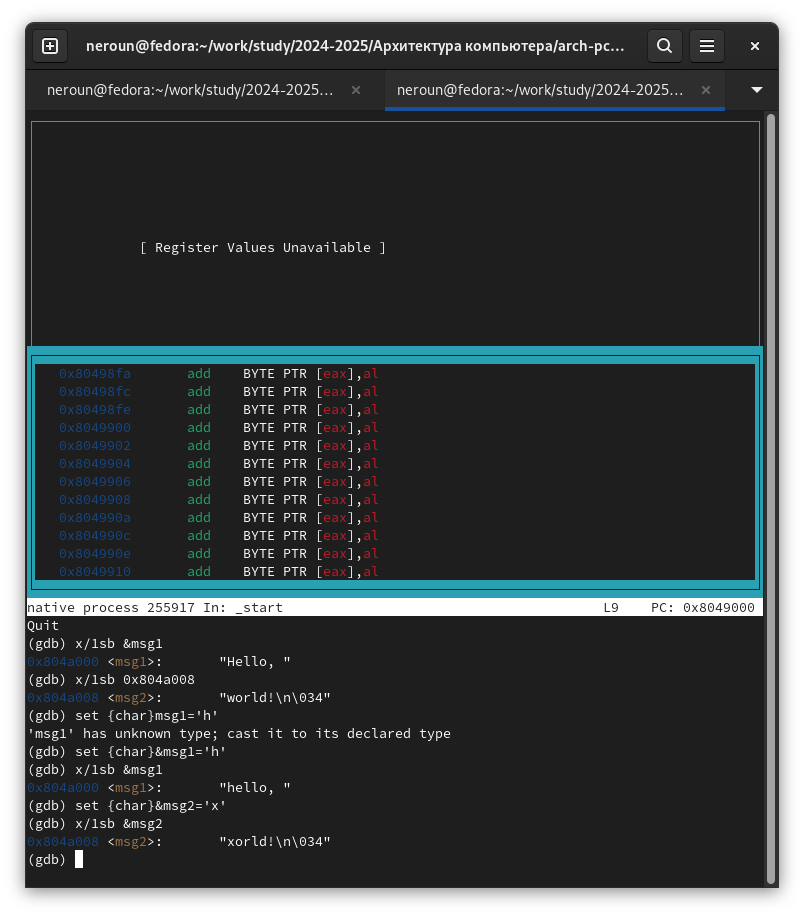 neroun@fedora:~/work/study/2024-2025/Архитектура компьютера/arch-pc...
neroun@fedora:~/work/study/2024-2025... neroun@fedora:~/work/study/2024-2025...
[ Register Values Unavailable ]
0x80498fa add BYTE PTR [eax],al
0x80498fc add BYTE PTR [eax],al
0x80498fe add BYTE PTR [eax],al
0x8049900 add BYTE PTR [eax],al
0x8049902 add BYTE PTR [eax],al
0x8049904 add BYTE PTR [eax],al
0x8049906 add BYTE PTR [eax],al
0x8049908 add BYTE PTR [eax],al
0x804990a add BYTE PTR [eax],al
0x804990c add BYTE PTR [eax],al
0x804990e add BYTE PTR [eax],al
0x8049910 add BYTE PTR [eax],al
native process 255917 In: _start L9 PC: 0x8049000
Quit
(gdb) x/1sb &msg1
0x804a000 <msg1>: "Hello, "
(gdb) x/1sb 0x804a008
0x804a008 <msg2>: "world!\n\034"
(gdb) set {char}msg1='h'
'msg1' has unknown type; cast it to its declared type
(gdb) set {char}&msg1='h'
(gdb) x/1sb &msg1
0x804a000 <msg1>: "hello, "
(gdb) set {char}&msg2='x'
(gdb) x/1sb &msg2
0x804a008 <msg2>: "xorld!\n\034"
(gdb)